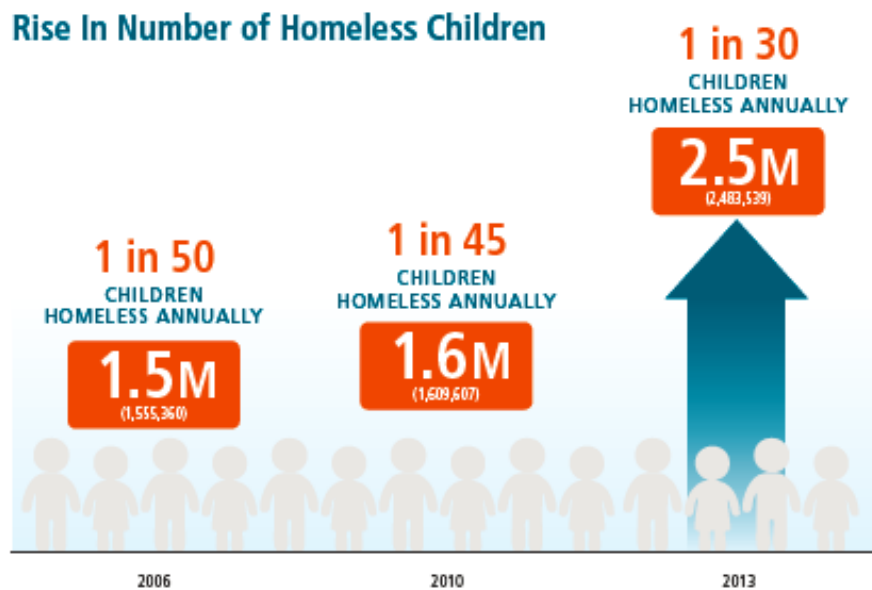 Rise In Number of Homeless Children
1 in 50
CHILDREN
HOMELESS ANNUALLY
1.5M
(1,555,360)
1 in 45
CHILDREN
HOMELESS ANNUALLY
1.6M
(1,609,607)
1 in 30
CHILDREN
HOMELESS ANNUALLY
2.5M
(2,483,539)
2006
2010
2013